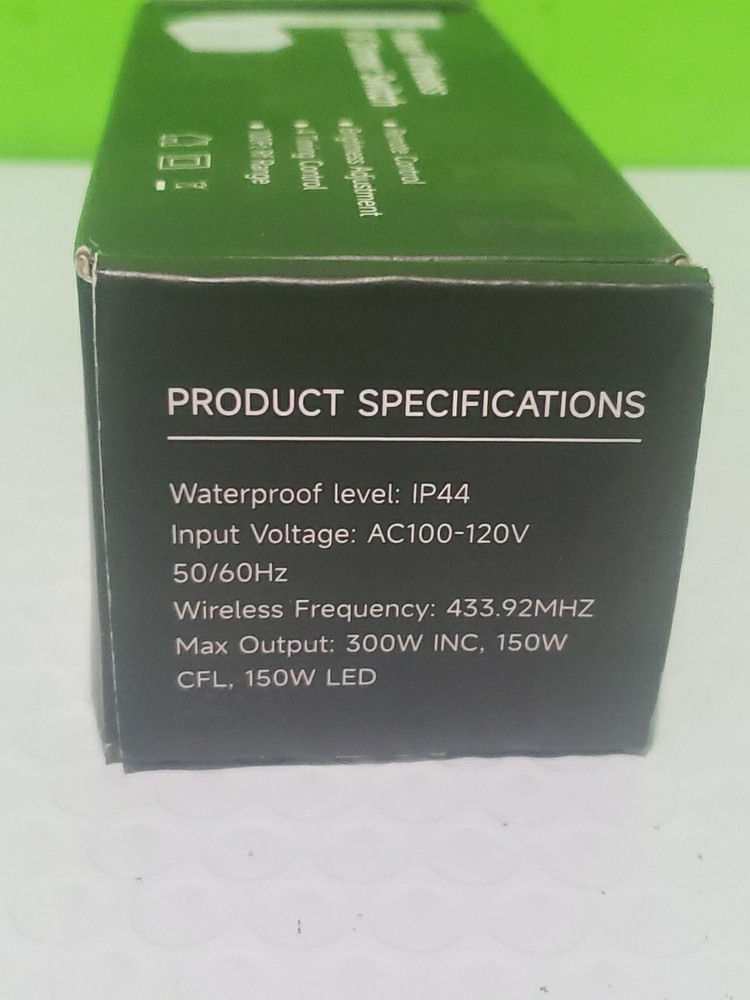 Remote Control
Brightness Adjustment
Timing Control
Range
PRODUCT SPECIFICATIONS
Waterproof level: IP44
Input Voltage: AC100-120V
50/60Hz
Wireless Frequency: 433.92MHZ
Max Output: 300W INC, 150W
CFL, 150W LED